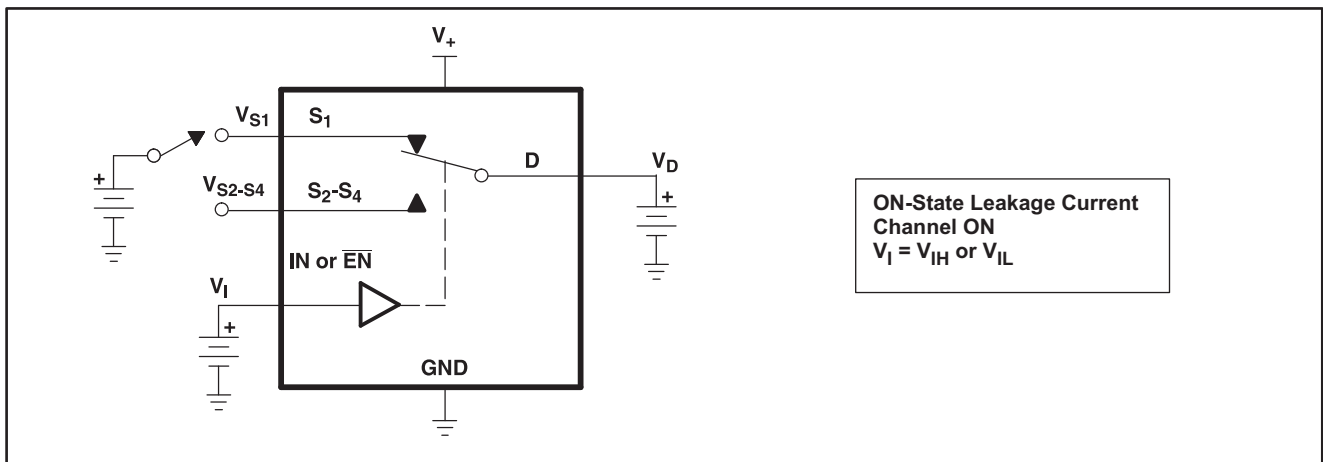 V+
VS1
S1
+
D
VD
VS2-S4
S2-S4
+
IN or E̅N̅
VI
+
GND
ON-State Leakage Current
Channel ON
VI = VIH or VIL